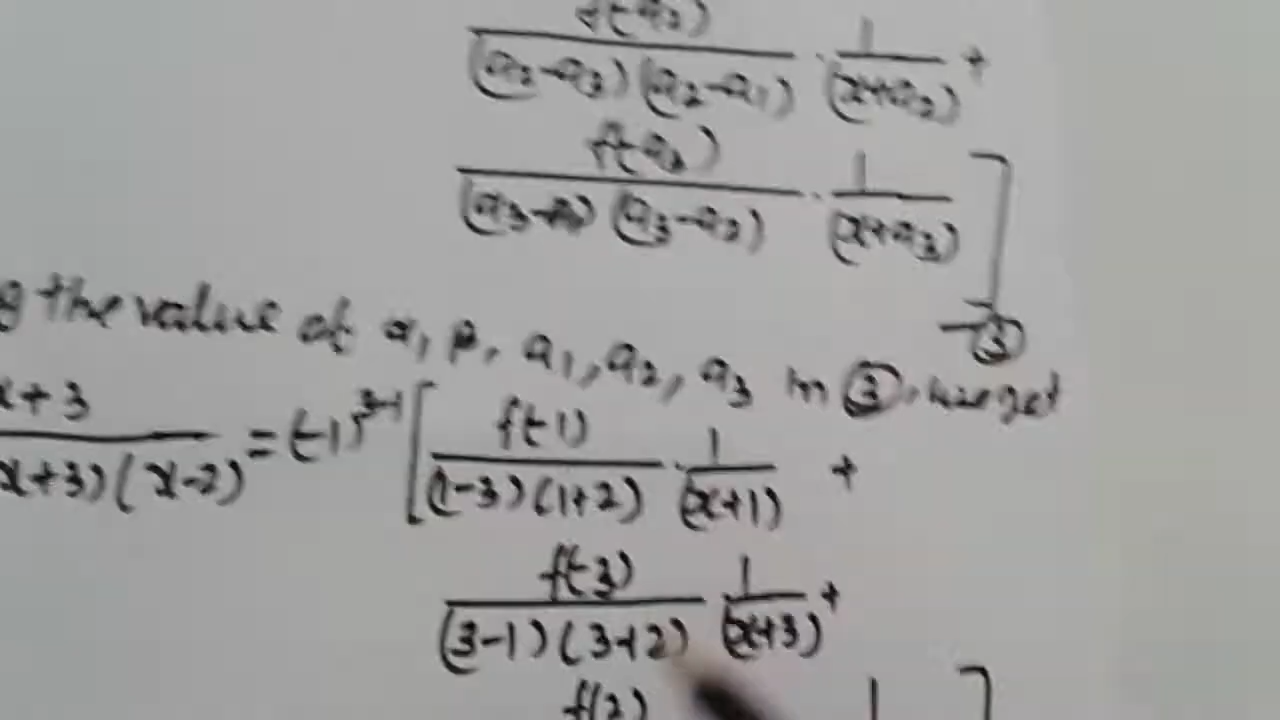 f(-a₂)
(a₂-a₃)(a₂-a₁) · 1/(x+a₂) +
f(-a₃)/(a₃-a₁)(a₃-a₂) · 1/(x+a₃) ]
—③
the value of α, β, a₁, a₂, a₃ in ③, we get
x+3/(x+3)(x-2) = (-1)³⁻¹ [ f(-1)/(1-3)(1+2) · 1/(x+1) +
f(-3)/(3-1)(3+2) 1/(x+3) +
f(2) 1 ]